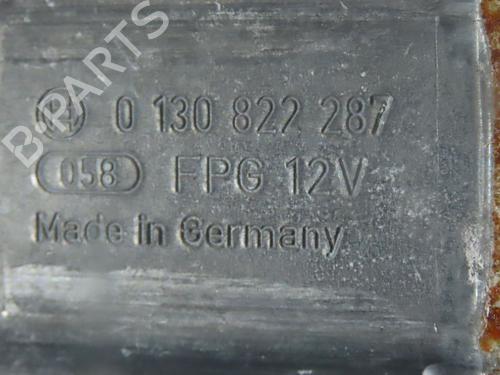 B-PARTS
0 130 822 287
058 FPG 12V
Made in Germany